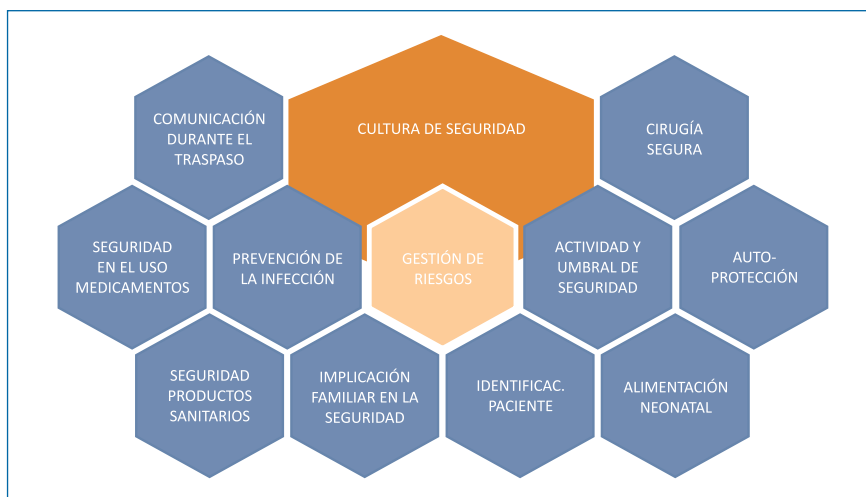 COMUNICACIÓN
DURANTE EL
TRASPASO
CULTURA DE SEGURIDAD
CIRUGÍA
SEGURA
SEGURIDAD
EN EL USO
MEDICAMENTOS
PREVENCIÓN DE
LA INFECCIÓN
GESTIÓN DE
RIESGOS
ACTIVIDAD Y
UMBRAL DE
SEGURIDAD
AUTO-
PROTECCIÓN
SEGURIDAD
PRODUCTOS
SANITARIOS
IMPLICACIÓN
FAMILIAR EN LA
SEGURIDAD
IDENTIFICAC.
PACIENTE
ALIMENTACIÓN
NEONATAL